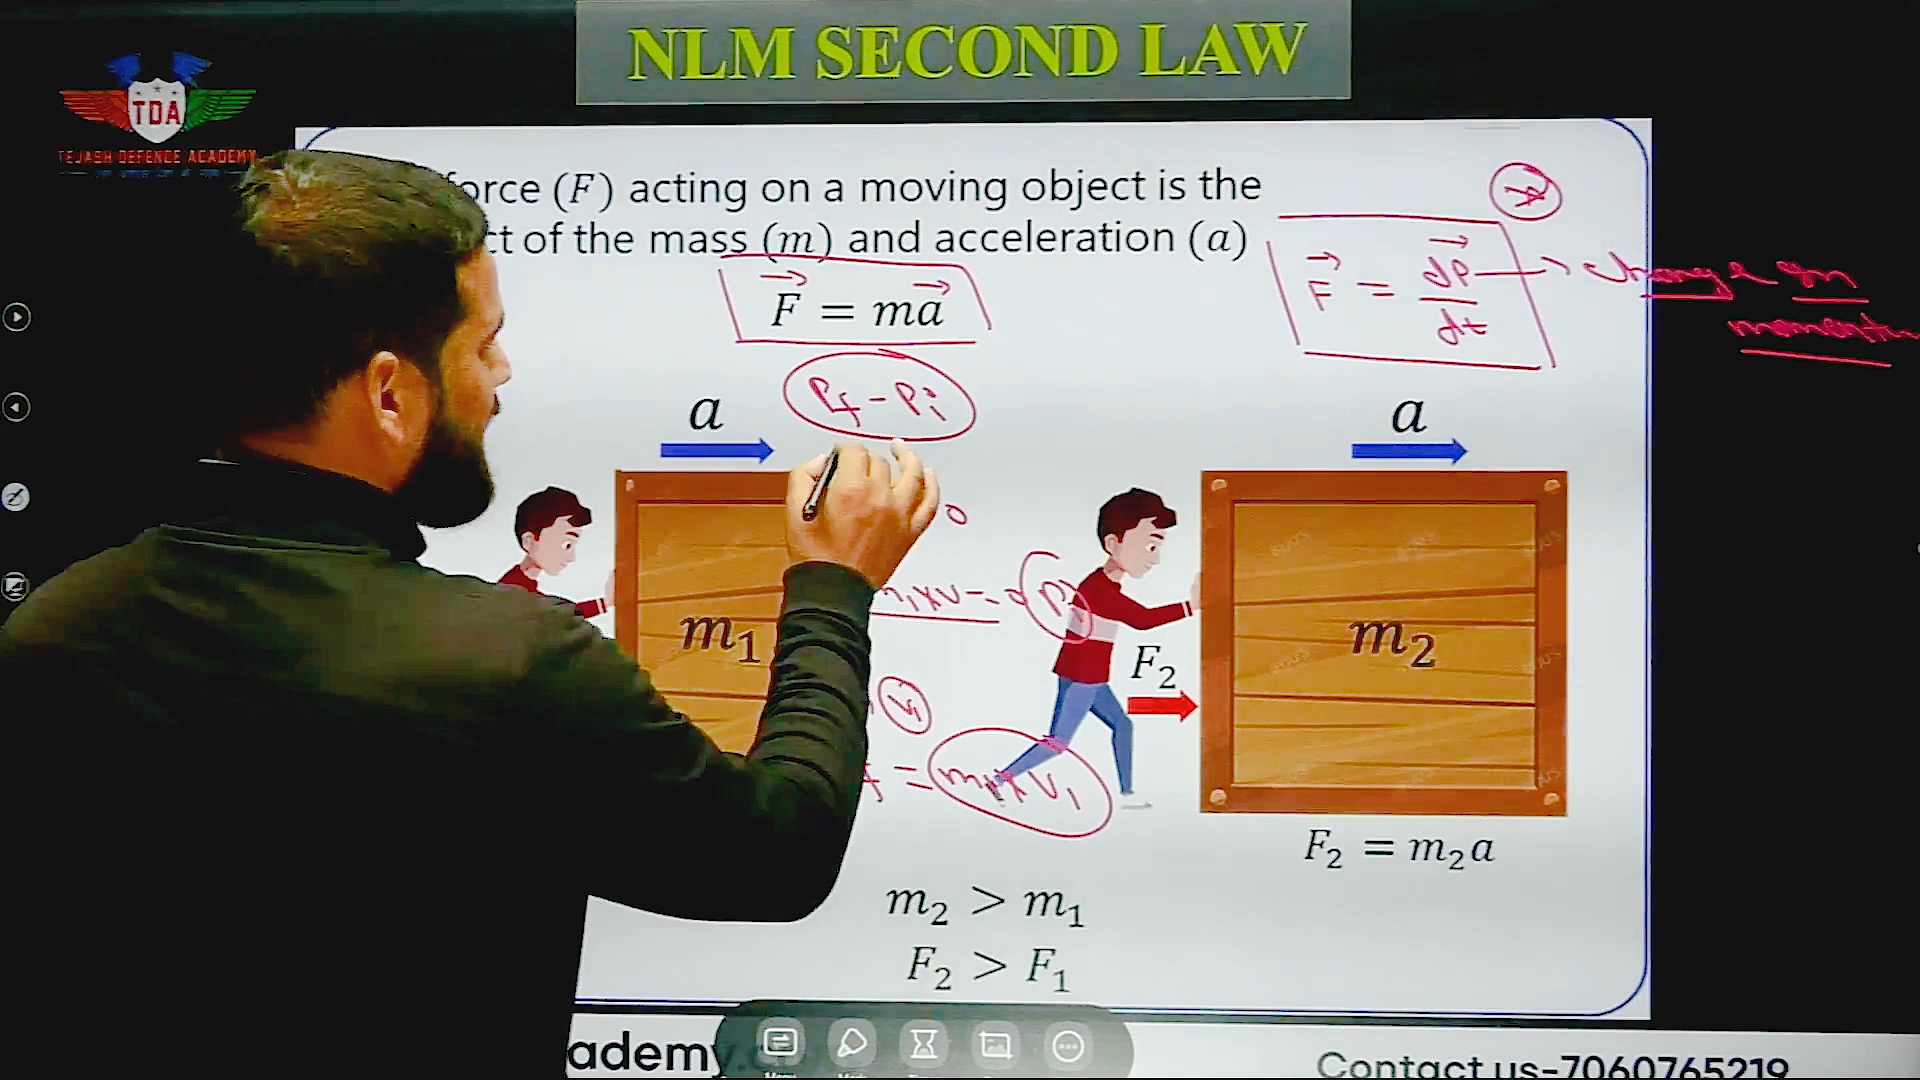 NLM SECOND LAW
TDA
TEJASH DEFENCE ACADEMY
force (F) acting on a moving object is the
ct of the mass (m) and acceleration (a)
F = ma
F = dP/dt → change in
Pf - Pi
a
a
0
m₁
F₂
m₂
F₂ = m₂a
m₂ > m₁
F₂ > F₁
ademy
Contact us-7060765219